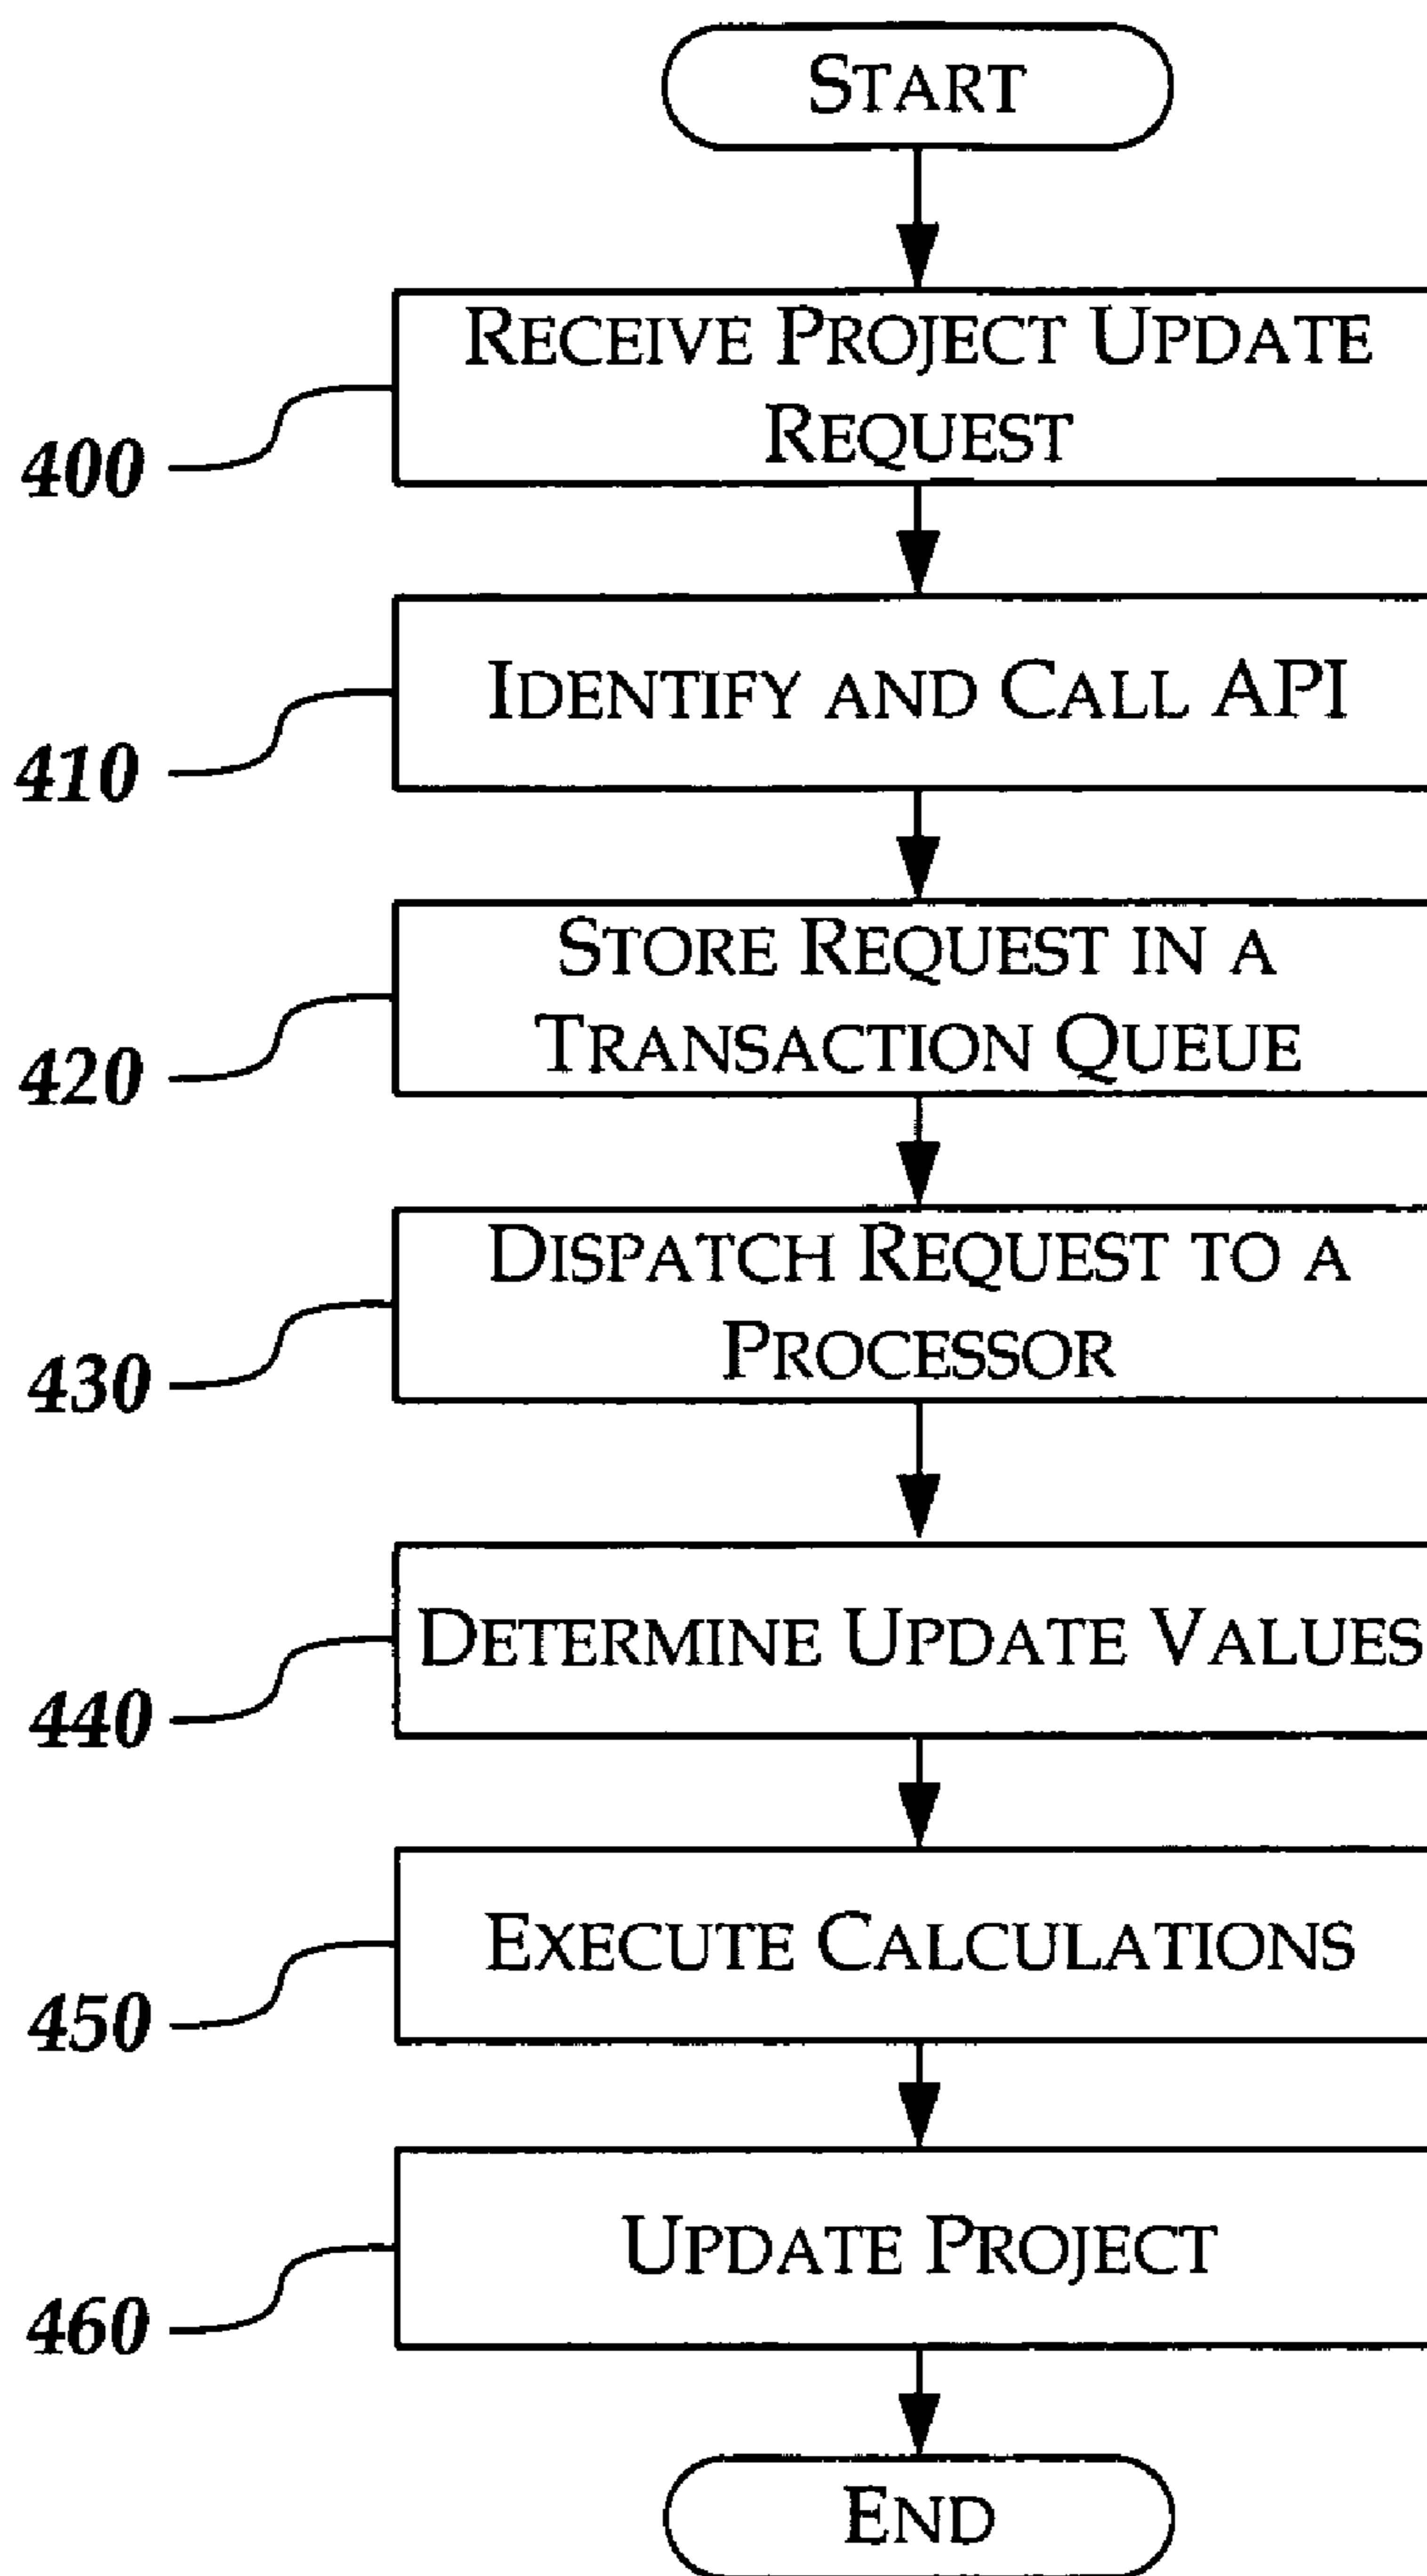 START
RECEIVE PROJECT UPDATE
REQUEST
400
IDENTIFY AND CALL API
410
STORE REQUEST IN A
TRANSACTION QUEUE
420
DISPATCH REQUEST TO A
PROCESSOR
430
DETERMINE UPDATE VALUES
440
EXECUTE CALCULATIONS
450
UPDATE PROJECT
460
END